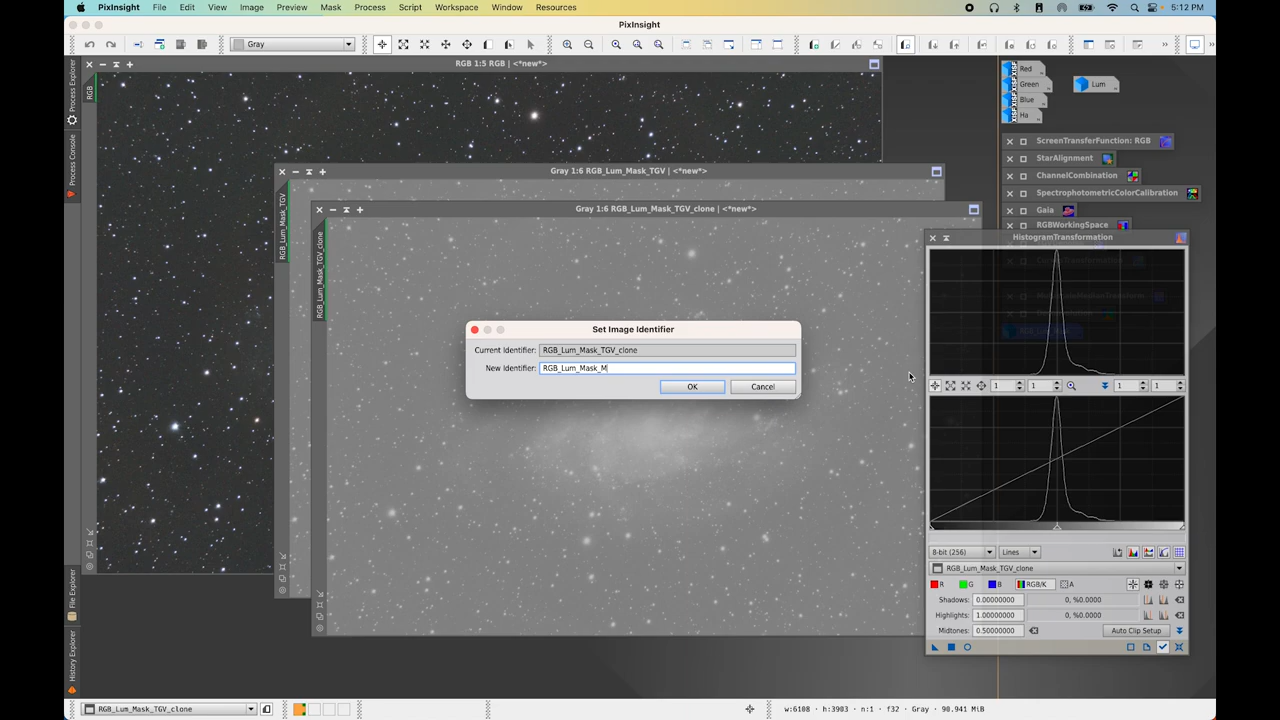 PixInsight File Edit View Image Preview Mask Process Script Workspace Window Resources 5:12 PM
PixInsight
Gray
RGB 1:5 RGB | <*new*>
RGB
Process Explorer
Process Console
File Explorer
History Explorer
Gray 1:6 RGB_Lum_Mask_TGV | <*new*>
RGB_Lum_Mask_TGV
Gray 1:6 RGB_Lum_Mask_TGV_clone | <*new*>
RGB_Lum_Mask_TGV_clone
Set Image Identifier
Current Identifier: RGB_Lum_Mask_TGV_clone
New Identifier: RGB_Lum_Mask_M
OK Cancel
Red
Green
Blue
Ha
Lum
ScreenTransferFunction: RGB
StarAlignment
ChannelCombination
SpectrophotometricColorCalibration
Gaia
RGBWorkingSpace
HistogramTransformation
1 1 1 1
8-bit (256) Lines
RGB_Lum_Mask_TGV_clone
R G B RGB/K A
Shadows: 0.00000000 0, %0.0000
Highlights: 1.00000000 0, %0.0000
Midtones: 0.50000000 Auto Clip Setup
RGB_Lum_Mask_TGV_clone
w:6108 · h:3903 · n:1 · f32 · Gray · 90.941 MiB